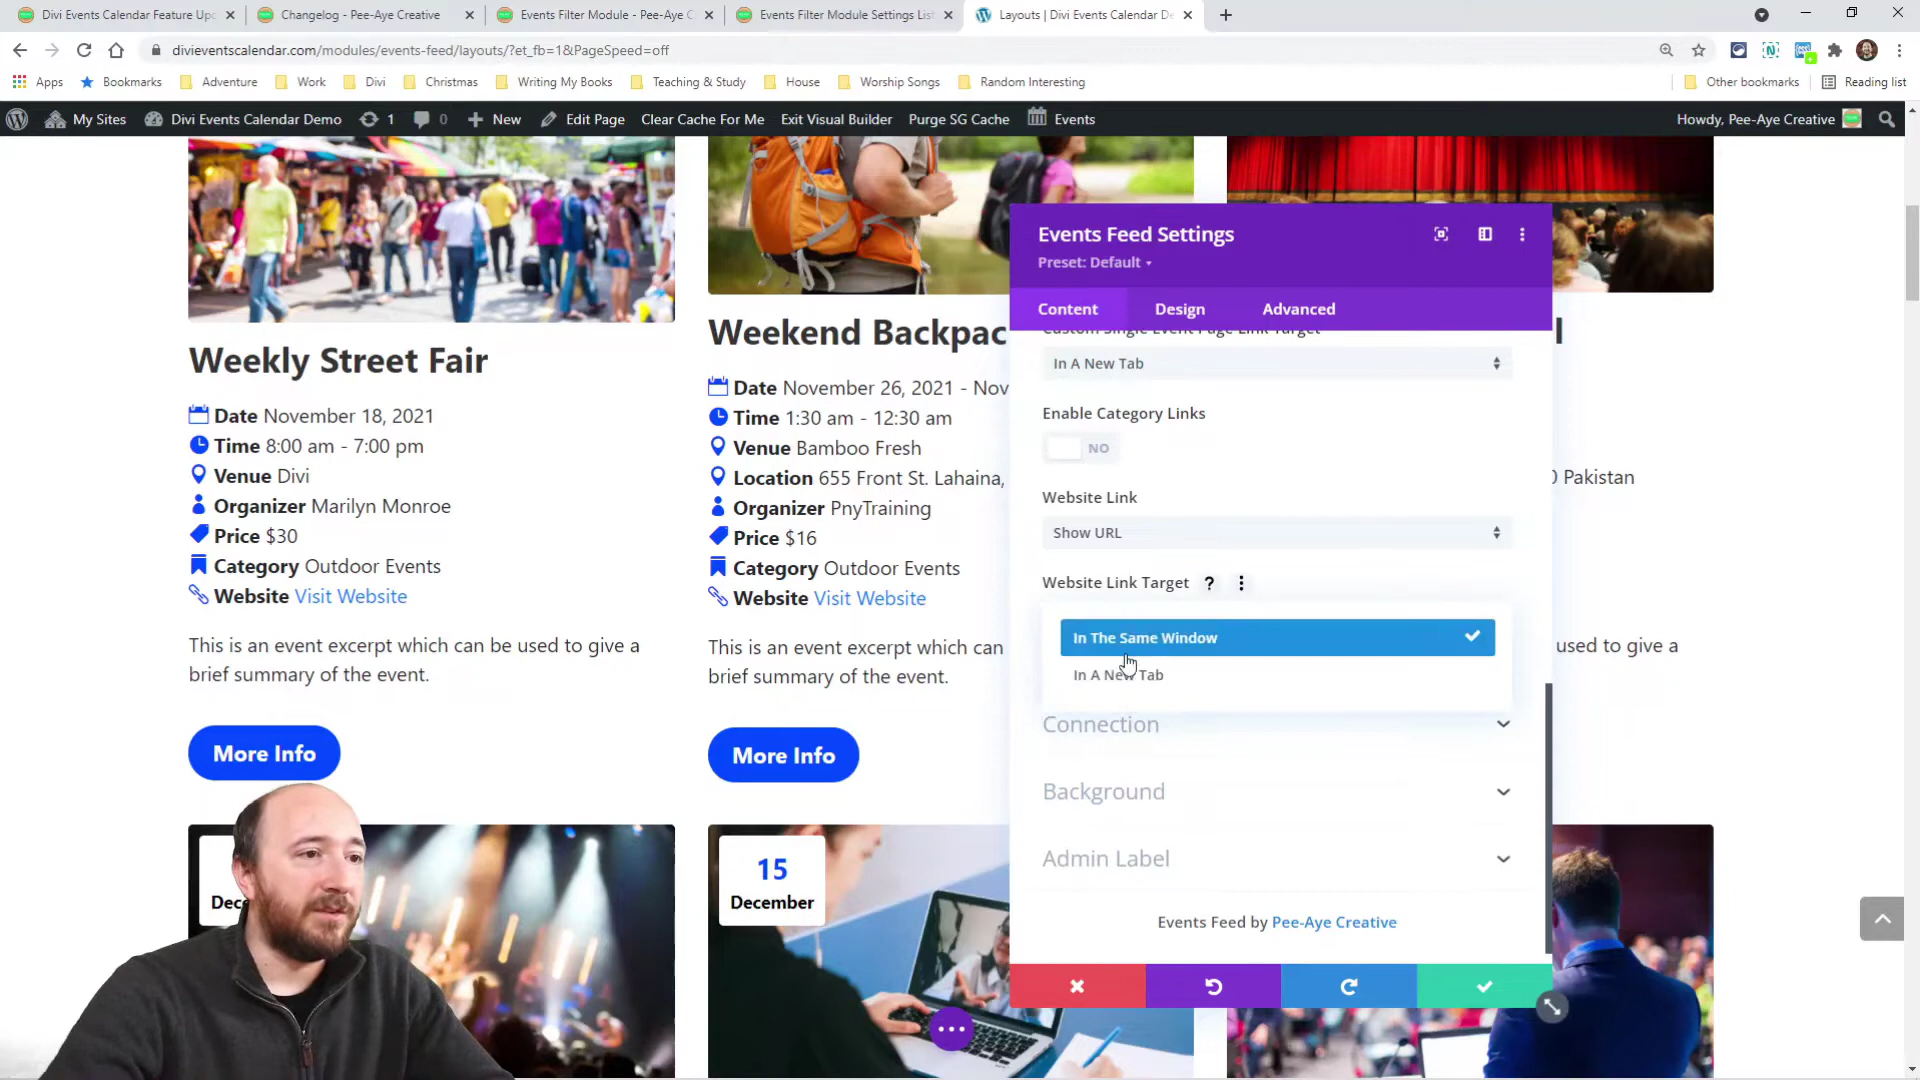 Divi Events Calendar Feature Upc
Changelog - Pee-Aye Creative
Events Filter Module - Pee-Aye C
Events Filter Module Settings List
Layouts | Divi Events Calendar De
divieventscalendar.com/modules/events-feed/layouts/?et_fb=1&PageSpeed=off
Apps
Bookmarks
Adventure
Work
Divi
Christmas
Writing My Books
Teaching & Study
House
Worship Songs
Random Interesting
Other bookmarks
Reading list
My Sites
Divi Events Calendar Demo
1
0
New
Edit Page
Clear Cache For Me
Exit Visual Builder
Purge SG Cache
Events
Howdy, Pee-Aye Creative
Weekly Street Fair
Date November 18, 2021
Time 8:00 am - 7:00 pm
Venue Divi
Organizer Marilyn Monroe
Price $30
Category Outdoor Events
Website Visit Website
This is an event excerpt which can be used to give a
brief summary of the event.
More Info
Weekend Backpac
Date November 26, 2021 - Nov
Time 1:30 am - 12:30 am
Venue Bamboo Fresh
Location 655 Front St. Lahaina,
Organizer PnyTraining
Price $16
Category Outdoor Events
Website Visit Website
This is an event excerpt which can
brief summary of the event.
More Info
l
0 Pakistan
used to give a
Dec
15
December
Events Feed Settings
Preset: Default
Content
Design
Advanced
Custom Single Event Page Link Target
In A New Tab
Enable Category Links
NO
Website Link
Show URL
Website Link Target ?
In The Same Window
In A New Tab
Connection
Background
Admin Label
Events Feed by Pee-Aye Creative